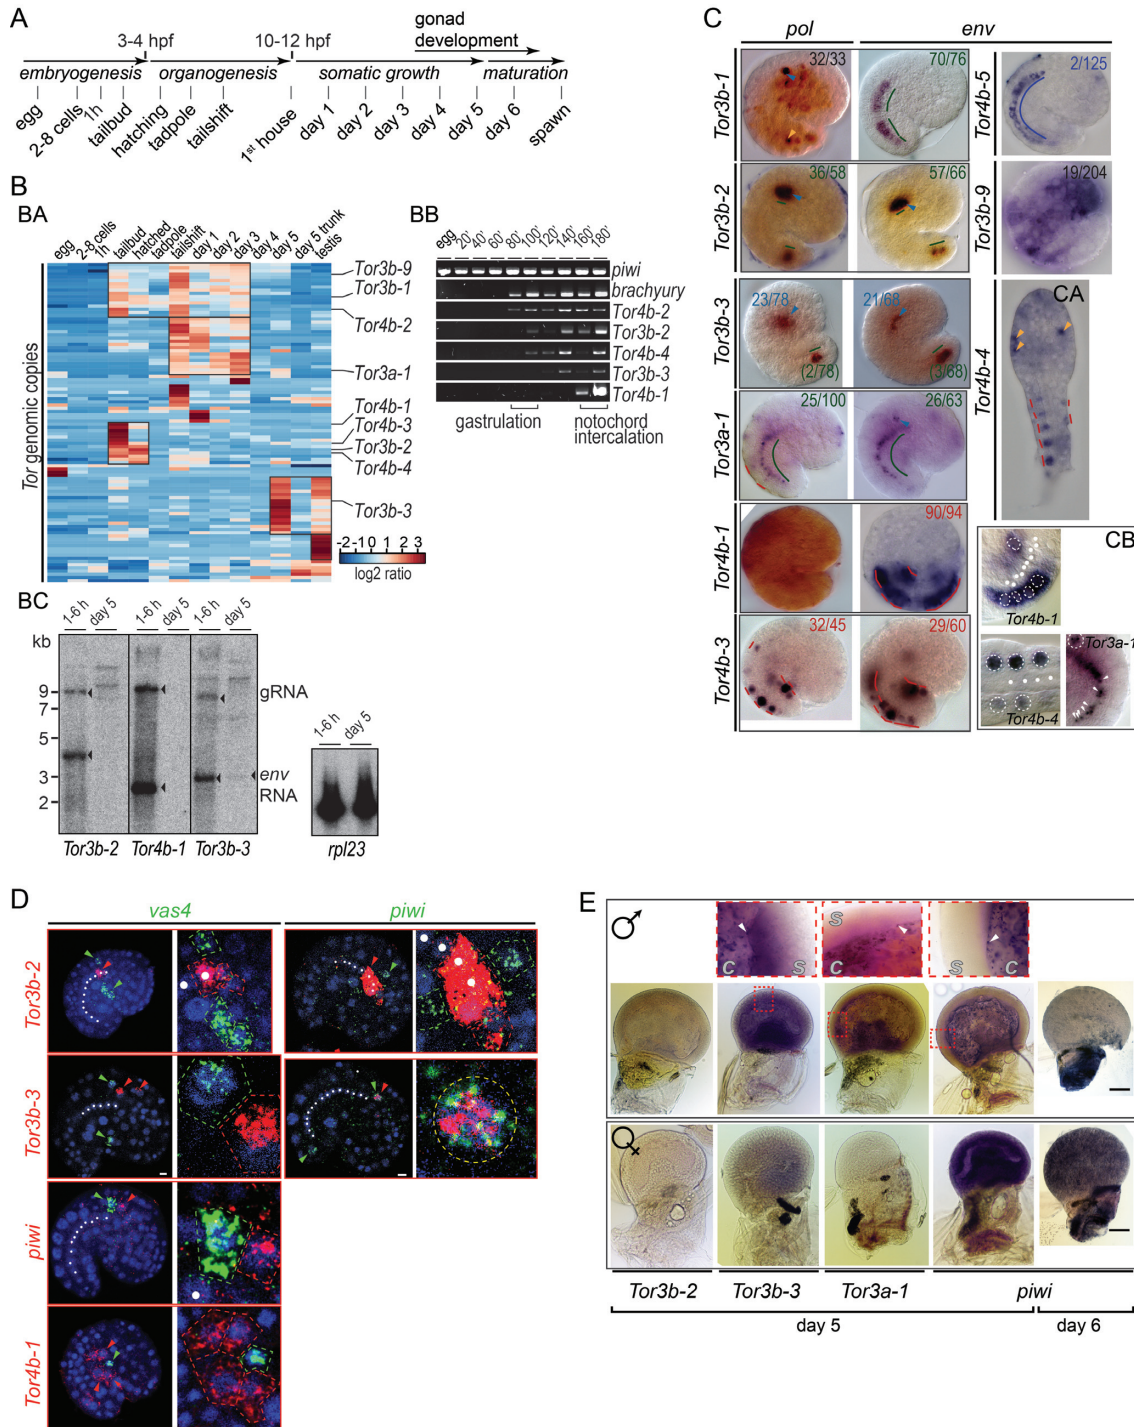 A
gonad
development
3-4 hpf
10-12 hpf
embryogenesis
organogenesis
somatic growth
maturation
egg
2-8 cells
1h
tailbud
hatching
tadpole
tailshift
1st house
day 1
day 2
day 3
day 4
day 5
day 6
spawn
B
BA
egg
2-8 cells
1h
tailbud
hatched
tadpole
tailshift
day 1
day 2
day 3
day 4
day 5
day 5 trunk
testis
Tor genomic copies
Tor3b-9
Tor3b-1
Tor4b-2
Tor3a-1
Tor4b-1
Tor4b-3
Tor3b-2
Tor4b-4
Tor3b-3
-2 -1 0 1 2 3
log2 ratio
BB
egg
20'
40'
60'
80'
100'
120'
140'
160'
180'
piwi
brachyury
Tor4b-2
Tor3b-2
Tor4b-4
Tor3b-3
Tor4b-1
gastrulation
notochord
intercalation
BC
1-6 h
day 5
1-6 h
day 5
1-6 h
day 5
kb
9
7
5
3
2
gRNA
env
RNA
Tor3b-2
Tor4b-1
Tor3b-3
1-6 h
day 5
rpl23
C
pol
env
Tor3b-1
32/33
70/76
Tor4b-5
2/125
Tor3b-2
36/58
57/66
Tor3b-9
19/204
Tor3b-3
23/78
(2/78)
21/68
(3/68)
Tor4b-4
CA
Tor3a-1
25/100
26/63
Tor4b-1
90/94
Tor4b-3
32/45
29/60
CB
Tor4b-1
Tor4b-4
Tor3a-1
D
vas4
piwi
Tor3b-2
Tor3b-3
piwi
Tor4b-1
E
♂
C
S
S
C
S
C
♀
Tor3b-2
Tor3b-3
Tor3a-1
piwi
day 5
day 6